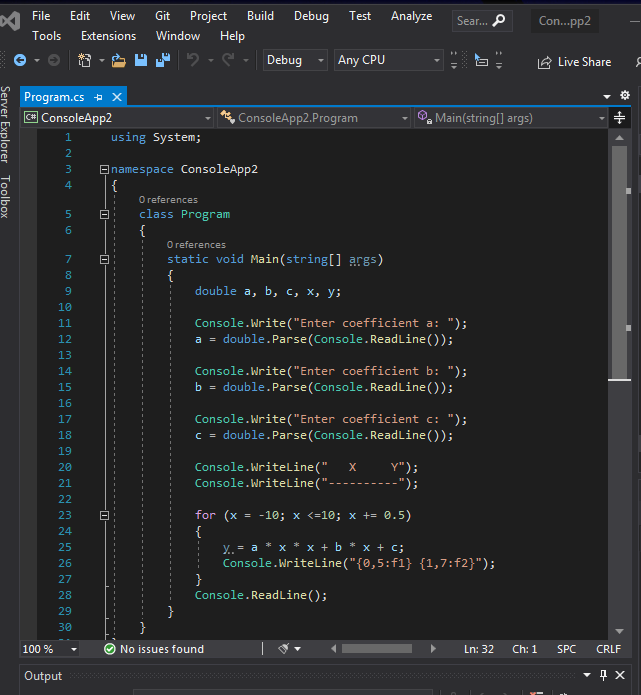 File Edit View Git Project Build Debug Test Analyze Sear... Con...pp2
Tools Extensions Window Help
Debug Any CPU Live Share
Server Explorer
Toolbox
Program.cs
ConsoleApp2 ConsoleApp2.Program Main(string[] args)
1 using System;
2
3 namespace ConsoleApp2
4 {
0 references
5 class Program
6 {
0 references
7 static void Main(string[] args)
8 {
9 double a, b, c, x, y;
10
11 Console.Write("Enter coefficient a: ");
12 a = double.Parse(Console.ReadLine());
13
14 Console.Write("Enter coefficient b: ");
15 b = double.Parse(Console.ReadLine());
16
17 Console.Write("Enter coefficient c: ");
18 c = double.Parse(Console.ReadLine());
19
20 Console.WriteLine("   X     Y");
21 Console.WriteLine("----------");
22
23 for (x = -10; x <=10; x += 0.5)
24 {
25 y = a * x * x + b * x + c;
26 Console.WriteLine("{0,5:f1} {1,7:f2}");
27 }
28 Console.ReadLine();
29 }
30 }
100 % No issues found Ln: 32 Ch: 1 SPC CRLF
Output